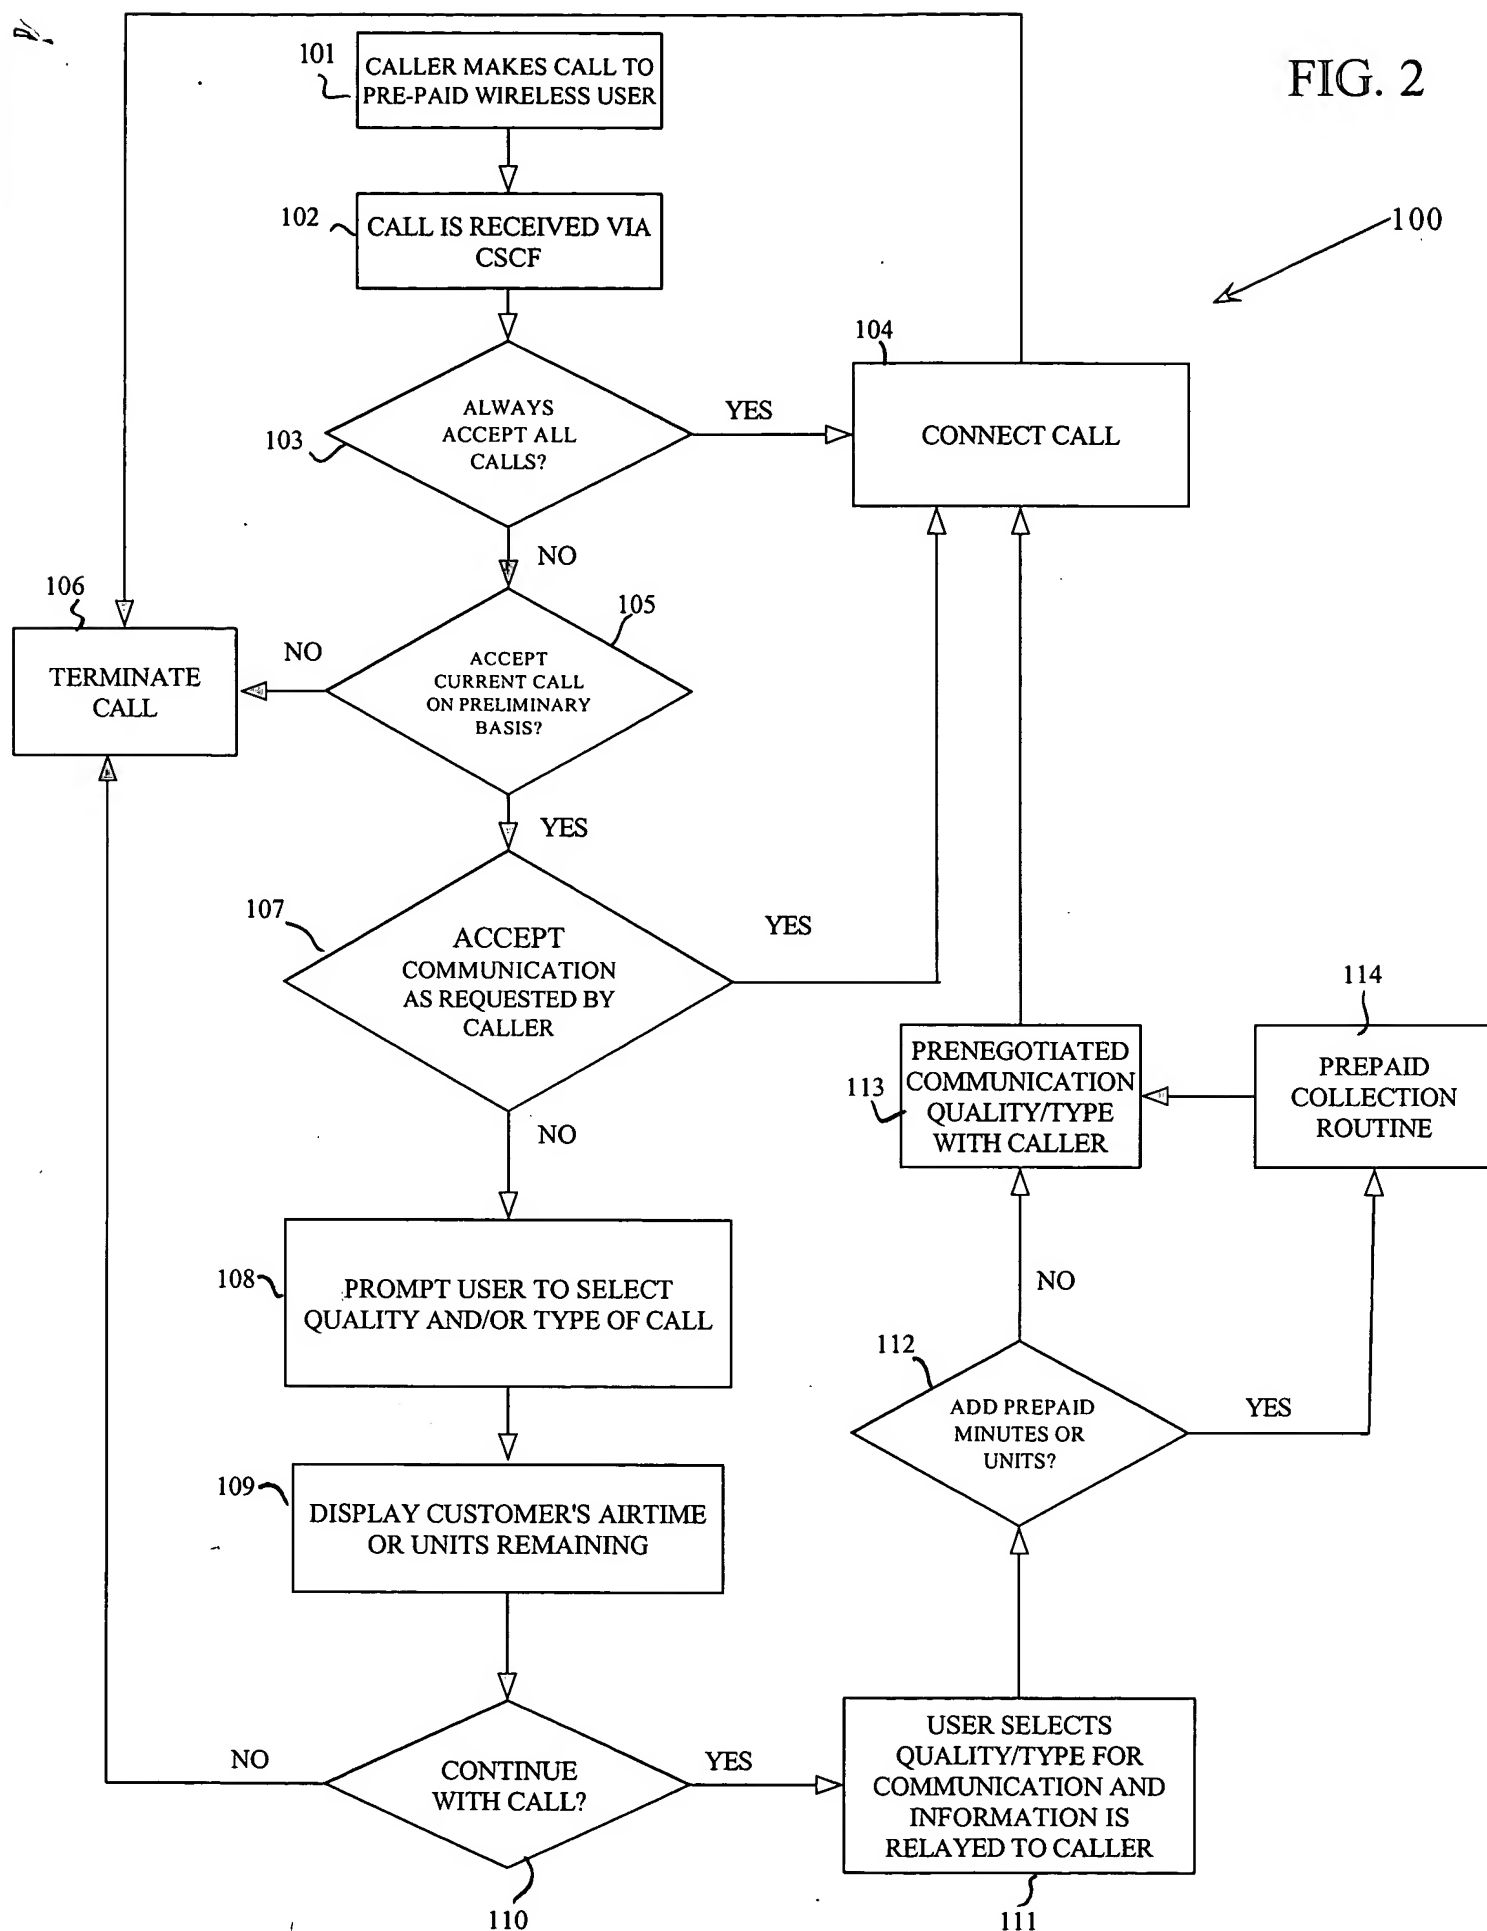 FIG. 2
100
101
CALLER MAKES CALL TO
PRE-PAID WIRELESS USER
102
CALL IS RECEIVED VIA
CSCF
103
ALWAYS
ACCEPT ALL
CALLS?
YES
104
CONNECT CALL
NO
105
ACCEPT
CURRENT CALL
ON PRELIMINARY
BASIS?
NO
106
TERMINATE
CALL
YES
107
ACCEPT
COMMUNICATION
AS REQUESTED BY
CALLER
YES
NO
108
PROMPT USER TO SELECT
QUALITY AND/OR TYPE OF CALL
109
DISPLAY CUSTOMER'S AIRTIME
OR UNITS REMAINING
CONTINUE
WITH CALL?
110
NO
YES
USER SELECTS
QUALITY/TYPE FOR
COMMUNICATION AND
INFORMATION IS
RELAYED TO CALLER
111
112
ADD PREPAID
MINUTES OR
UNITS?
NO
YES
113
PRENEGOTIATED
COMMUNICATION
QUALITY/TYPE
WITH CALLER
114
PREPAID
COLLECTION
ROUTINE